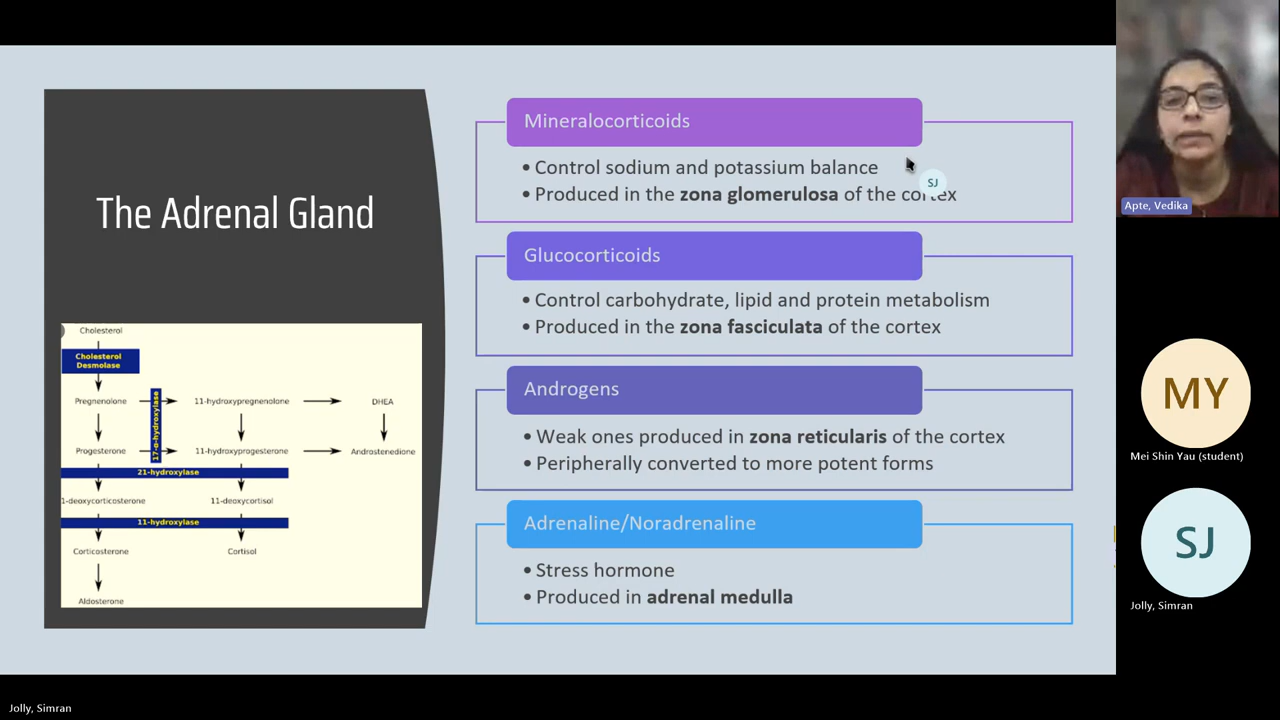 The Adrenal Gland
Cholesterol
Cholesterol
Desmolase
Pregnenolone
17-α-hydroxylase
11-hydroxypregnenolone
DHEA
Progesterone
11-hydroxyprogesterone
Androstenedione
21-hydroxylase
1-deoxycorticosterone
11-deoxycortisol
11-hydroxylase
Corticosterone
Cortisol
Aldosterone
Mineralocorticoids
• Control sodium and potassium balance
• Produced in the zona glomerulosa of the cortex
SJ
Glucocorticoids
• Control carbohydrate, lipid and protein metabolism
• Produced in the zona fasciculata of the cortex
Androgens
• Weak ones produced in zona reticularis of the cortex
• Peripherally converted to more potent forms
Adrenaline/Noradrenaline
• Stress hormone
• Produced in adrenal medulla
Apte, Vedika
MY
Mei Shin Yau (student)
SJ
Jolly, Simran
Jolly, Simran